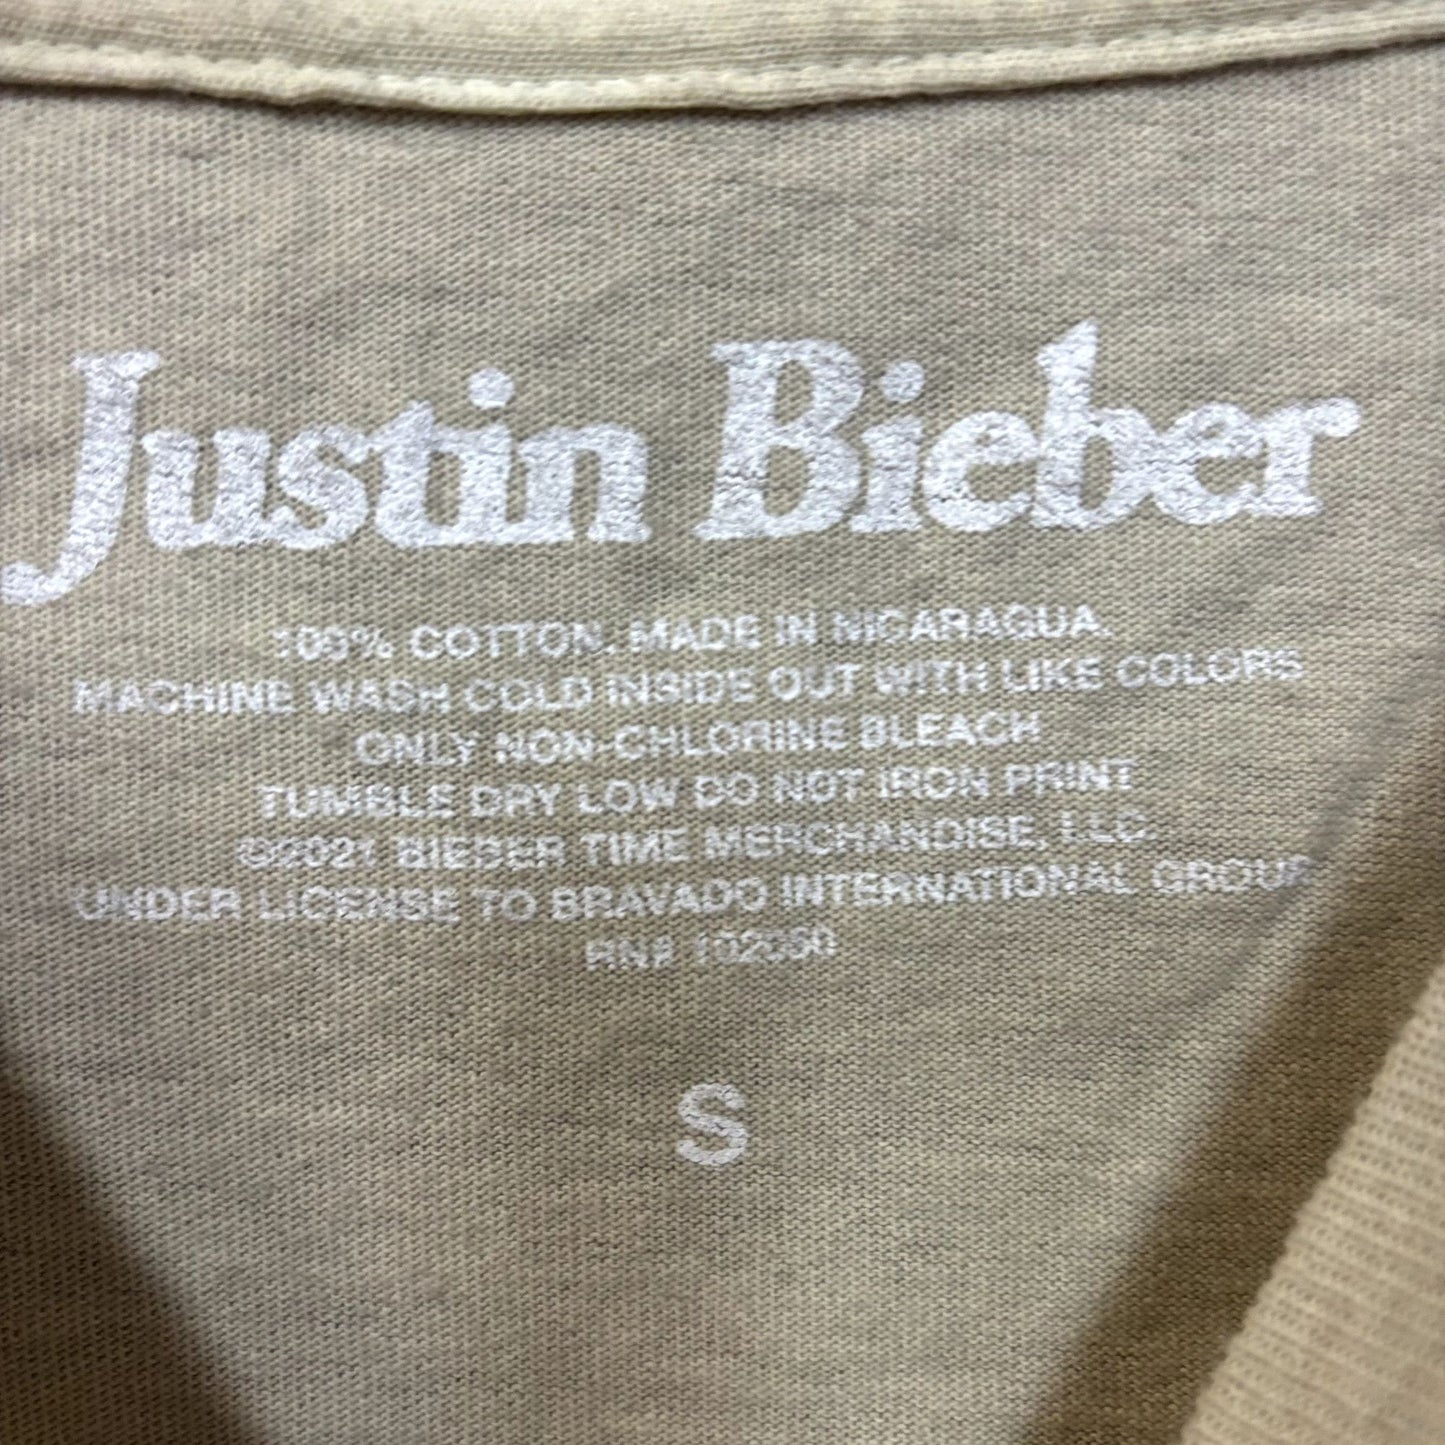 Justin Bieber
100% COTTON. MADE IN NICARAGUA.
MACHINE WASH COLD INSIDE OUT WITH LIKE COLORS
ONLY NON-CHLORINE BLEACH
TUMBLE DRY LOW DO NOT IRON PRINT
©2021 BIEBER TIME MERCHANDISE, LLC.
UNDER LICENSE TO BRAVADO INTERNATIONAL GROUP
RN#
S